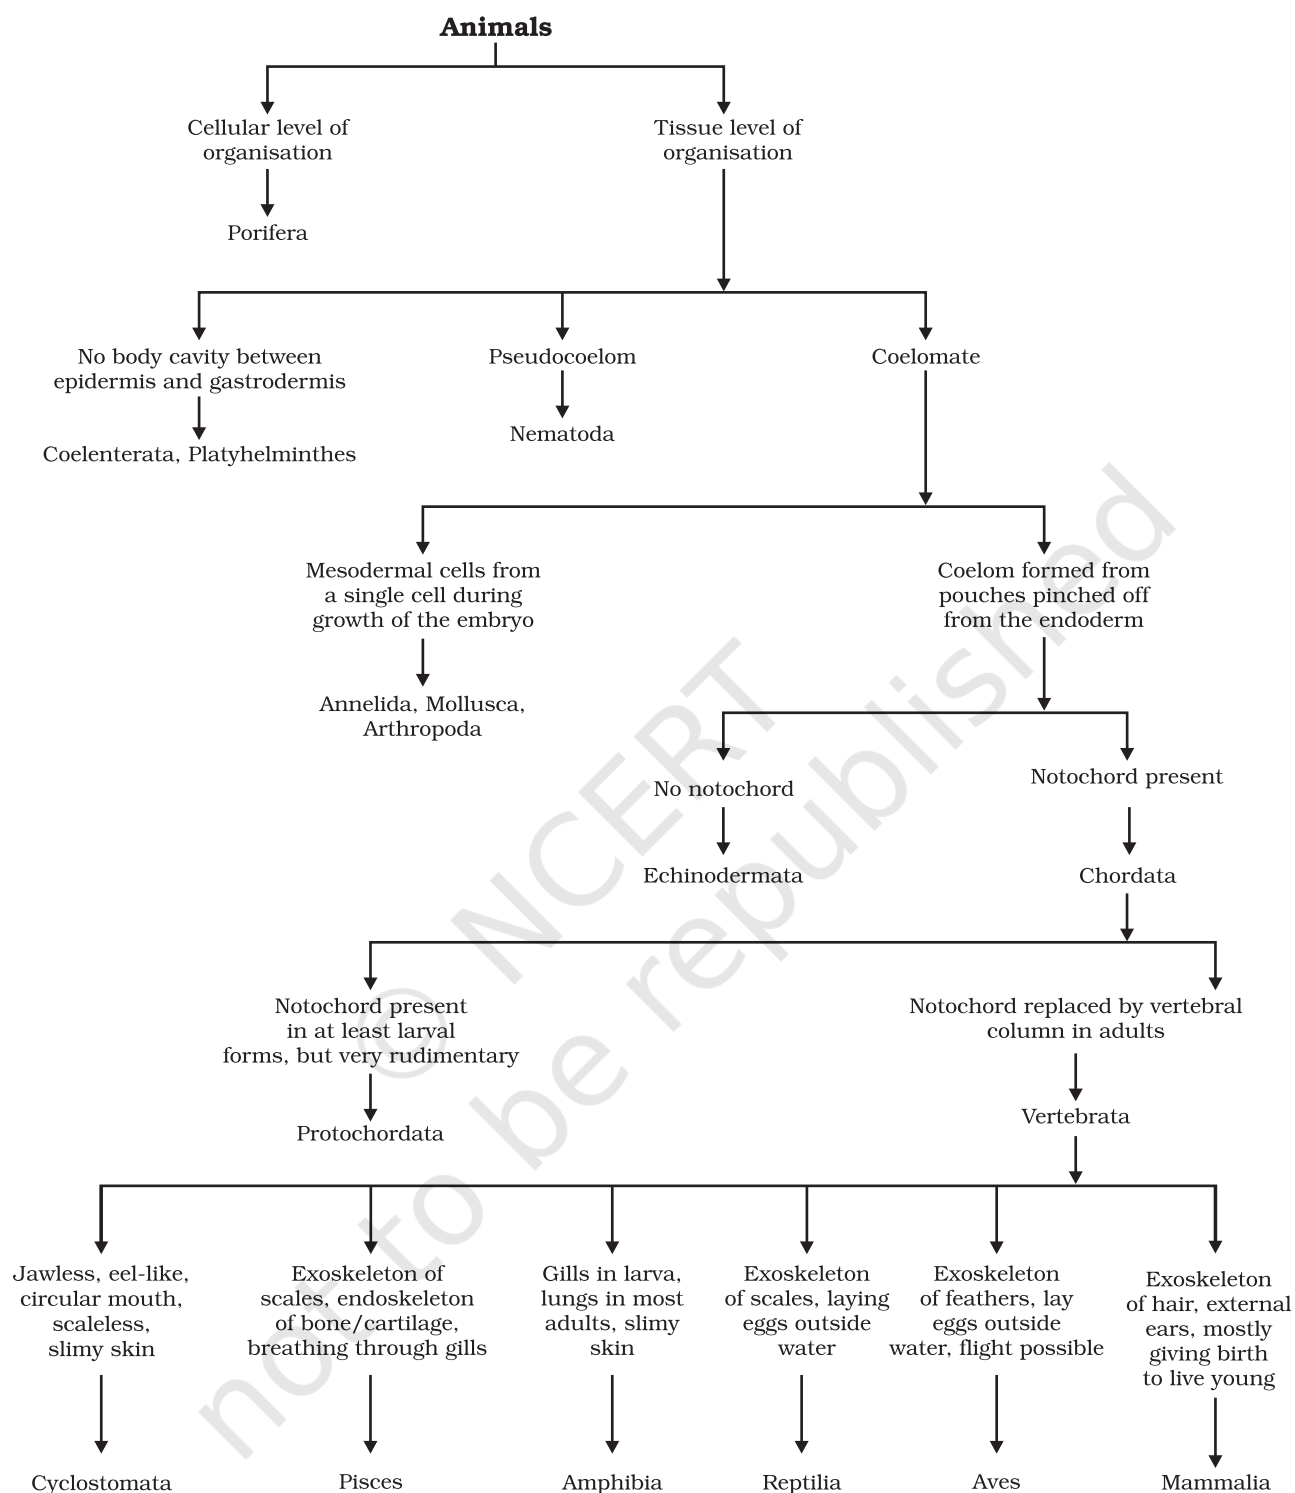 Animals
Cellular level of
organisation
Tissue level of
organisation
Porifera
No body cavity between
epidermis and gastrodermis
Pseudocoelom
Coelomate
Coelenterata, Platyhelminthes
Nematoda
Mesodermal cells from
a single cell during
growth of the embryo
Coelom formed from
pouches pinched off
from the endoderm
Annelida, Mollusca,
Arthropoda
No notochord
Notochord present
Echinodermata
Chordata
Notochord present
in at least larval
forms, but very rudimentary
Notochord replaced by vertebral
column in adults
Protochordata
Vertebrata
Jawless, eel-like,
circular mouth,
scaleless,
slimy skin
Exoskeleton of
scales, endoskeleton
of bone/cartilage,
breathing through gills
Gills in larva,
lungs in most
adults, slimy
skin
Exoskeleton
of scales, laying
eggs outside
water
Exoskeleton
of feathers, lay
eggs outside
water, flight possible
Exoskeleton
of hair, external
ears, mostly
giving birth
to live young
Cyclostomata
Pisces
Amphibia
Reptilia
Aves
Mammalia
© NCERT
not to be republished